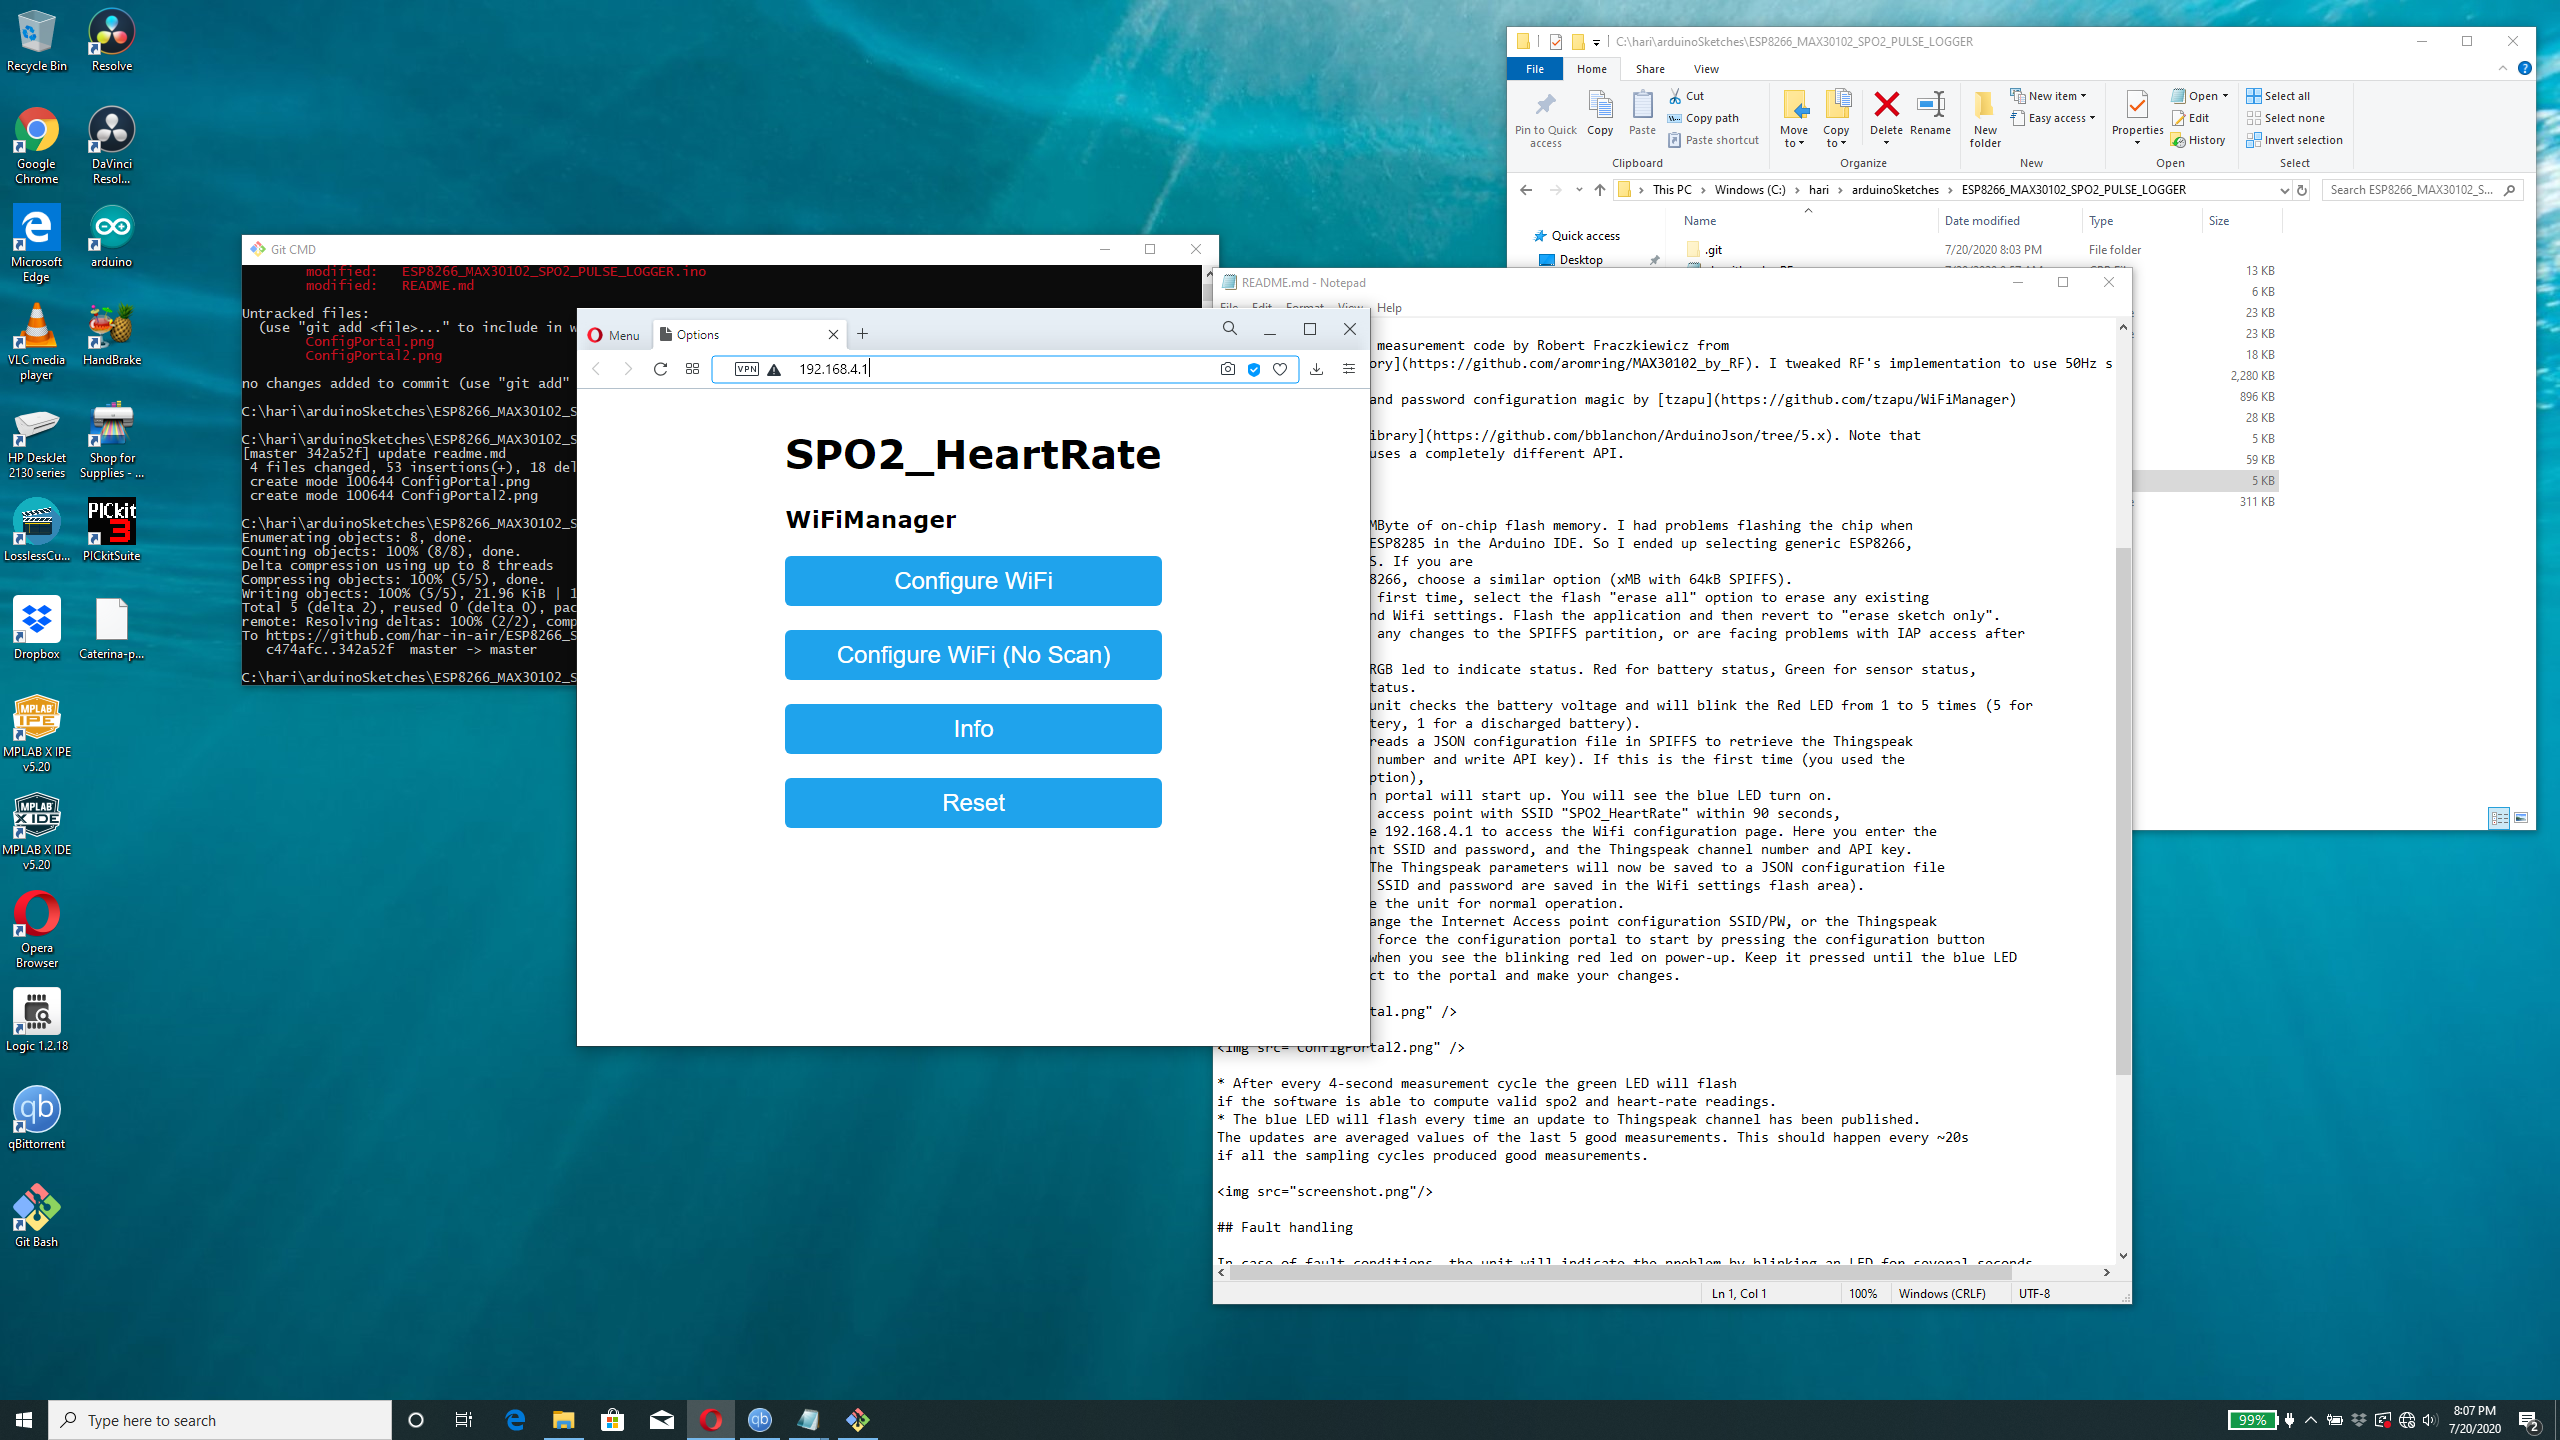 Recycle Bin
Resolve
Google
Chrome
DaVinci
Resol...
Microsoft
Edge
arduino
VLC media
player
HandBrake
HP DeskJet
2130 series
Shop for
Supplies - ...
LosslessCu...
PICkit
3
PICkitSuite
Dropbox
Caterina-p...
MPLAB
IPE
MPLAB X IPE
v5.20
MPLAB
X IDE
MPLAB X IDE
v5.20
Opera
Browser
Logic 1.2.18
qb
qBittorrent
Git Bash
Git CMD
modified: ESP8266_MAX30102_SPO2_PULSE_LOGGER.ino
modified: README.md
Untracked files:
(use "git add <file>..." to include in w
ConfigPortal.png
ConfigPortal2.png
no changes added to commit (use "git add"
C:\hari\arduinoSketches\ESP8266_MAX30102_S
C:\hari\arduinoSketches\ESP8266_MAX30102_S
[master 342a52f] update readme.md
4 files changed, 53 insertions(+), 18 del
create mode 100644 ConfigPortal.png
create mode 100644 ConfigPortal2.png
C:\hari\arduinoSketches\ESP8266_MAX30102_S
Enumerating objects: 8, done.
Counting objects: 100% (8/8), done.
Delta compression using up to 8 threads
Compressing objects: 100% (5/5), done.
Writing objects: 100% (5/5), 21.96 KiB | 1
Total 5 (delta 2), reused 0 (delta 0), pac
remote: Resolving deltas: 100% (2/2), comp
To https://github.com/har-in-air/ESP8266_S
c474afc..342a52f master -> master
C:\hari\arduinoSketches\ESP8266_MAX30102_S
Menu
Options
VPN
192.168.4.1
SPO2_HeartRate
WiFiManager
Configure WiFi
Configure WiFi (No Scan)
Info
Reset
C:\hari\arduinoSketches\ESP8266_MAX30102_SPO2_PULSE_LOGGER
File Home Share View
Pin to Quick
access
Copy
Paste
Cut
Copy path
Paste shortcut
Clipboard
Move
to
Copy
to
Delete
Rename
Organize
New
folder
New item
Easy access
New
Properties
Open
Edit
History
Open
Select all
Select none
Invert selection
Select
This PC Windows (C:) hari arduinoSketches ESP8266_MAX30102_SPO2_PULSE_LOGGER
Search ESP8266_MAX30102_S...
Name Date modified Type Size
Quick access
Desktop
.git 7/20/2020 8:03 PM File folder
13 KB
6 KB
23 KB
23 KB
18 KB
2,280 KB
896 KB
28 KB
5 KB
59 KB
5 KB
311 KB
README.md - Notepad
File Edit Format View Help
measurement code by Robert Fraczkiewicz from
ory](https://github.com/aromring/MAX30102_by_RF). I tweaked RF's implementation to use 50Hz s
and password configuration magic by [tzapu](https://github.com/tzapu/WiFiManager)
ibrary](https://github.com/bblanchon/ArduinoJson/tree/5.x). Note that
uses a completely different API.
MByte of on-chip flash memory. I had problems flashing the chip when
ESP8285 in the Arduino IDE. So I ended up selecting generic ESP8266,
S. If you are
8266, choose a similar option (xMB with 64kB SPIFFS).
first time, select the flash "erase all" option to erase any existing
nd Wifi settings. Flash the application and then revert to "erase sketch only".
any changes to the SPIFFS partition, or are facing problems with IAP access after
RGB led to indicate status. Red for battery status, Green for sensor status,
tatus.
unit checks the battery voltage and will blink the Red LED from 1 to 5 times (5 for
tery, 1 for a discharged battery).
reads a JSON configuration file in SPIFFS to retrieve the Thingspeak
number and write API key). If this is the first time (you used the
ption),
n portal will start up. You will see the blue LED turn on.
access point with SSID "SPO2_HeartRate" within 90 seconds,
e 192.168.4.1 to access the Wifi configuration page. Here you enter the
nt SSID and password, and the Thingspeak channel number and API key.
The Thingspeak parameters will now be saved to a JSON configuration file
SSID and password are saved in the Wifi settings flash area).
e the unit for normal operation.
ange the Internet Access point configuration SSID/PW, or the Thingspeak
force the configuration portal to start by pressing the configuration button
when you see the blinking red led on power-up. Keep it pressed until the blue LED
ct to the portal and make your changes.
tal.png" />
<img src="ConfigPortal2.png" />
* After every 4-second measurement cycle the green LED will flash
if the software is able to compute valid spo2 and heart-rate readings.
* The blue LED will flash every time an update to Thingspeak channel has been published.
The updates are averaged values of the last 5 good measurements. This should happen every ~20s
if all the sampling cycles produced good measurements.
<img src="screenshot.png"/>
## Fault handling
In case of fault conditions, the unit will indicate the problem by blinking an LED for several seconds
Ln 1, Col 1 100% Windows (CRLF) UTF-8
Type here to search
99%
8:07 PM
7/20/2020
2